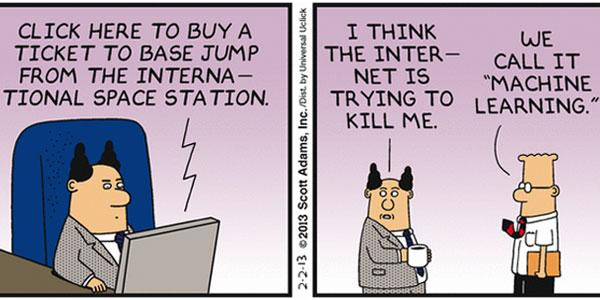 CLICK HERE TO BUY A
TICKET TO BASE JUMP
FROM THE INTERNA—
TIONAL SPACE STATION.
2-2-13 ©2013 Scott Adams, Inc. /Dist. by Universal Uclick
I THINK
THE INTER—
NET IS
TRYING TO
KILL ME.
WE
CALL IT
"MACHINE
LEARNING."